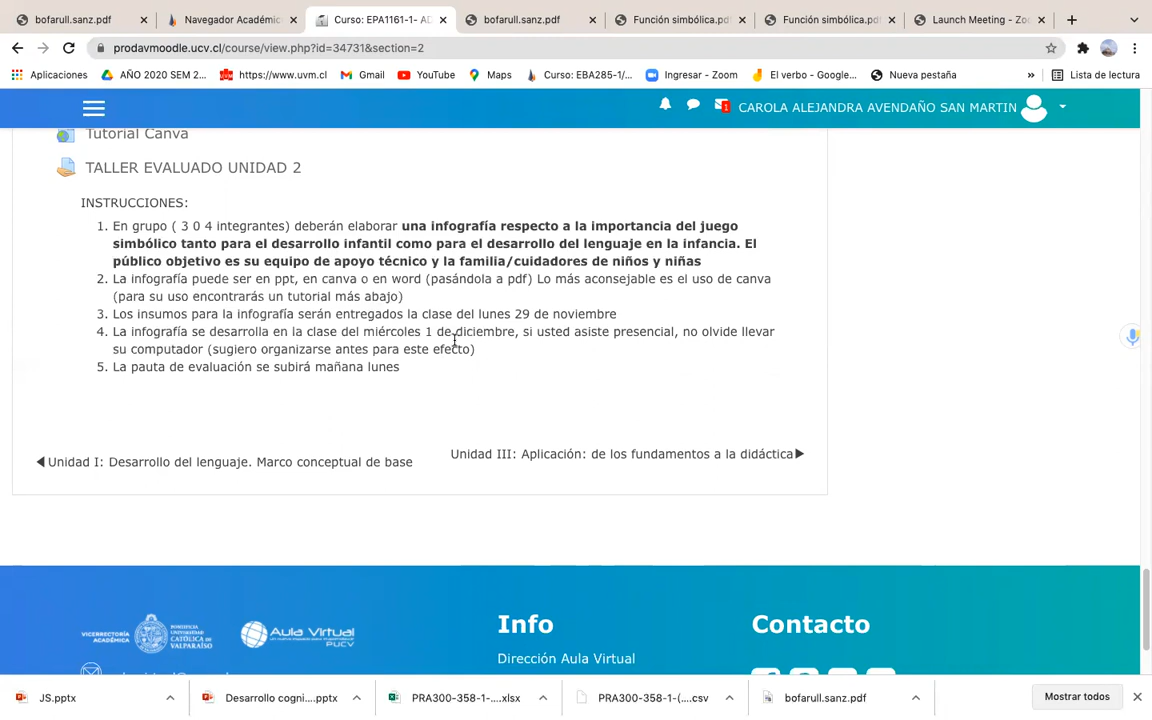 bofarull.sanz.pdf
Navegador Académic
Curso: EPA1161-1- AD
bofarull.sanz.pdf
Función simbólica.pd
Función simbólica.pdf
Launch Meeting - Zo
prodavmoodle.ucv.cl/course/view.php?id=34731&section=2
Aplicaciones
AÑO 2020 SEM 2...
https://www.uvm.cl
Gmail
YouTube
Maps
Curso: EBA285-1/...
Ingresar - Zoom
El verbo - Google...
Nueva pestaña
»
Lista de lectura
1
CAROLA ALEJANDRA AVENDAÑO SAN MARTIN
Tutorial Canva
TALLER EVALUADO UNIDAD 2
INSTRUCCIONES:
1. En grupo ( 3 0 4 integrantes) deberán elaborar una infografía respecto a la importancia del juego
simbólico tanto para el desarrollo infantil como para el desarrollo del lenguaje en la infancia. El
público objetivo es su equipo de apoyo técnico y la familia/cuidadores de niños y niñas
2. La infografía puede ser en ppt, en canva o en word (pasándola a pdf) Lo más aconsejable es el uso de canva
(para su uso encontrarás un tutorial más abajo)
3. Los insumos para la infografía serán entregados la clase del lunes 29 de noviembre
4. La infografía se desarrolla en la clase del miércoles 1 de diciembre, si usted asiste presencial, no olvide llevar
su computador (sugiero organizarse antes para este efecto)
5. La pauta de evaluación se subirá mañana lunes
Unidad I: Desarrollo del lenguaje. Marco conceptual de base
Unidad III: Aplicación: de los fundamentos a la didáctica
VICERRECTORÍA
ACADÉMICA
PONTIFICIA
UNIVERSIDAD
CATÓLICA DE
VALPARAÍSO
Aula Virtual
PUCV
Info
Dirección Aula Virtual
Contacto
JS.pptx
Desarrollo cogni....pptx
PRA300-358-1-....xlsx
PRA300-358-1-(....csv
bofarull.sanz.pdf
Mostrar todos